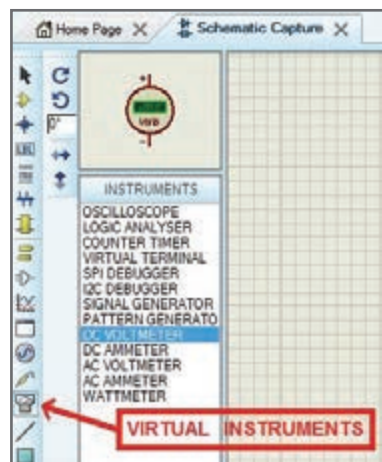 Home Page
Schematic Capture
0°
LBL
INSTRUMENTS
OSCILLOSCOPE
LOGIC ANALYSER
COUNTER TIMER
VIRTUAL TERMINAL
SPI DEBUGGER
I2C DEBUGGER
SIGNAL GENERATOR
PATTERN GENERATO
DC VOLTMETER
DC AMMETER
AC VOLTMETER
AC AMMETER
WATTMETER
VIRTUAL INSTRUMENTS